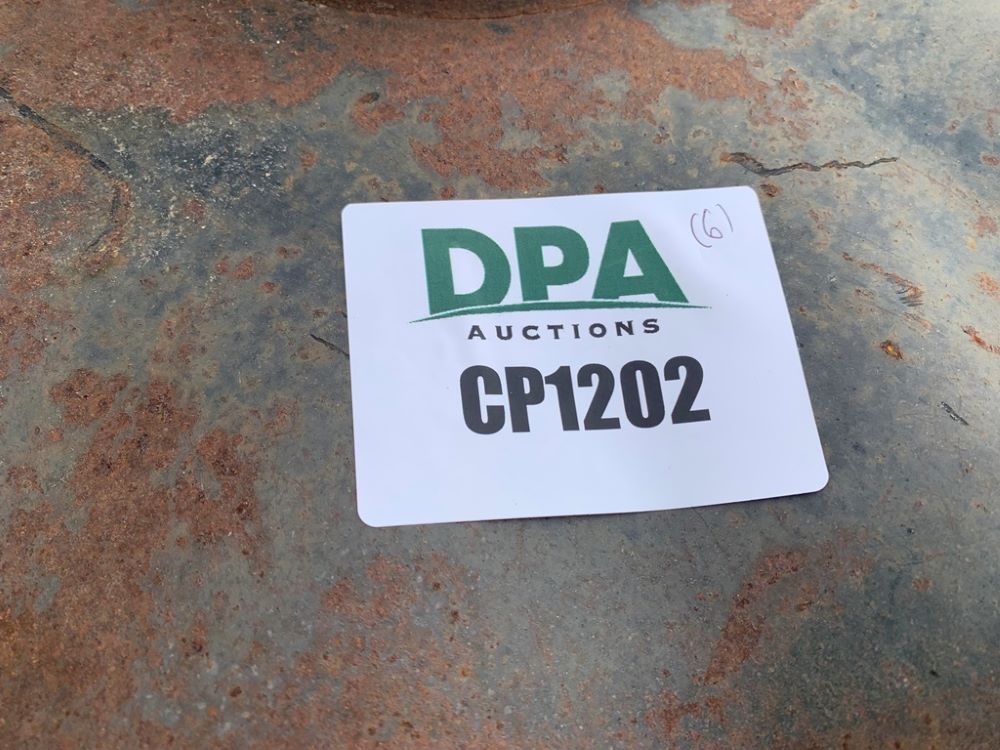 DPA (6)
AUCTIONS
CP1202